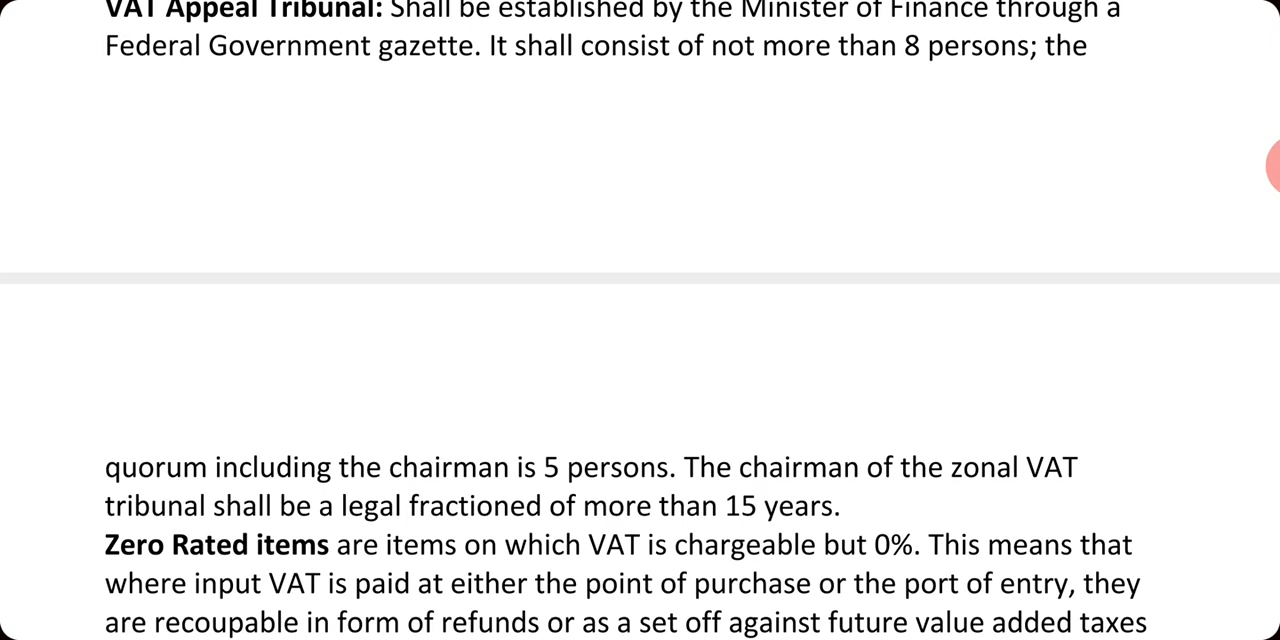 VAT Appeal Tribunal: Shall be established by the Minister of Finance through a
Federal Government gazette. It shall consist of not more than 8 persons; the
quorum including the chairman is 5 persons. The chairman of the zonal VAT
tribunal shall be a legal fractioned of more than 15 years.
Zero Rated items are items on which VAT is chargeable but 0%. This means that
where input VAT is paid at either the point of purchase or the port of entry, they
are recoupable in form of refunds or as a set off against future value added taxes